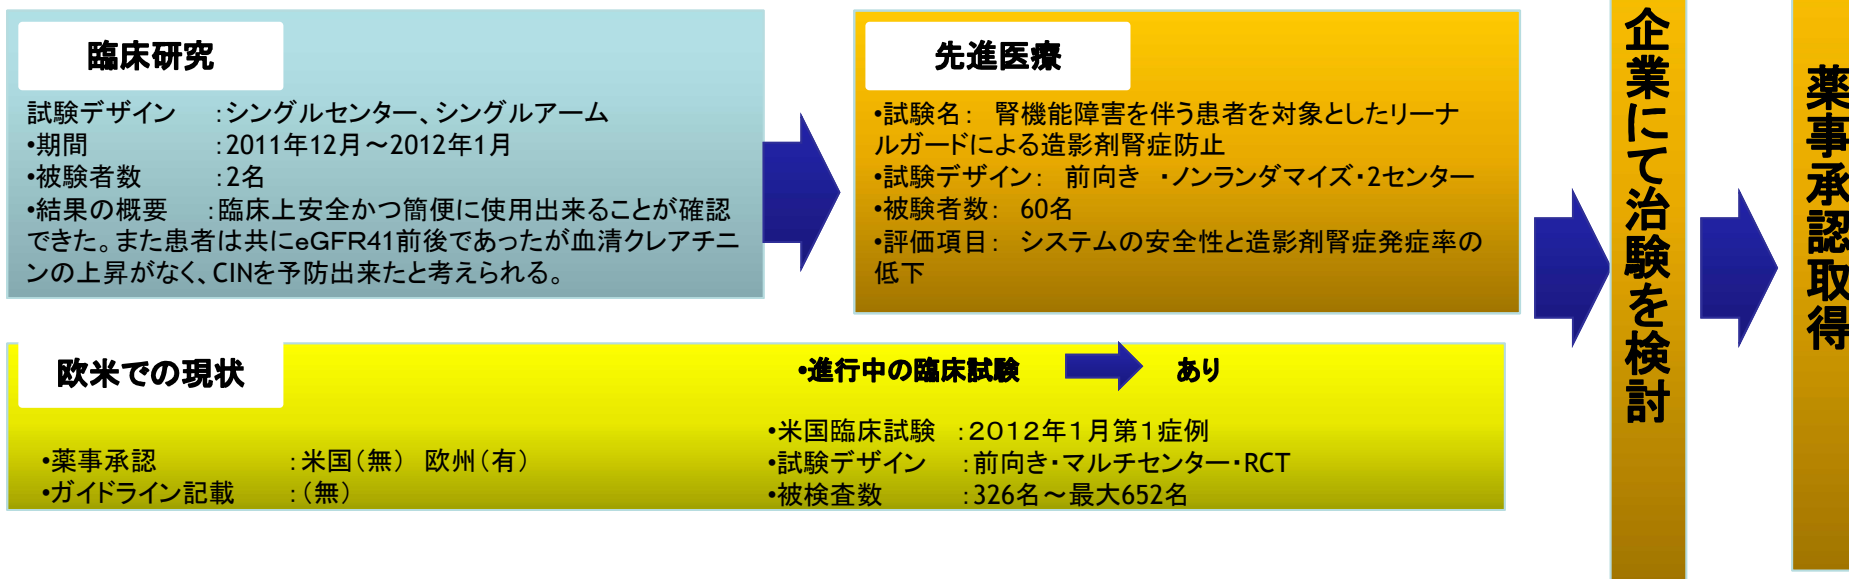 臨床研究
試験デザイン　：シングルセンター、シングルアーム
•期間　：2011年12月～2012年1月
•被験者数　：2名
•結果の概要　：臨床上安全かつ簡便に使用出来ることが確認
できた。また患者は共にeGFR41前後であったが血清クレアチニ
ンの上昇がなく、CINを予防出来たと考えられる。
先進医療
•試験名：　腎機能障害を伴う患者を対象としたリーナ
ルガードによる造影剤腎症防止
•試験デザイン：　前向き　・ノンランダマイズ・2センター
•被験者数：　60名
•評価項目：　システムの安全性と造影剤腎症発症率の
低下
企業にて治験を検討
薬事承認取得
欧米での現状
•薬事承認　：米国（無）　欧州（有）
•ガイドライン記載　：（無）
•進行中の臨床試験　あり
•米国臨床試験　：２０１２年１月第１症例
•試験デザイン　：前向き・マルチセンター・RCT
•被検査数　：326名～最大652名